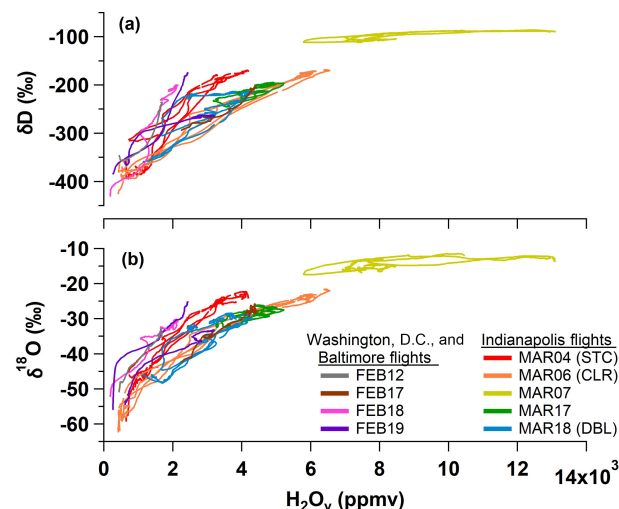 (a)
δD (‰)
-100
-200
-300
-400
(b)
δ18O (‰)
-10
-20
-30
-40
-50
-60
Washington, D.C., and
Baltimore flights
FEB12
FEB17
FEB18
FEB19
Indianapolis flights
MAR04 (STC)
MAR06 (CLR)
MAR07
MAR17
MAR18 (DBL)
0 2 4 6 8 10 12 14×10³
H₂Oᵥ (ppmv)